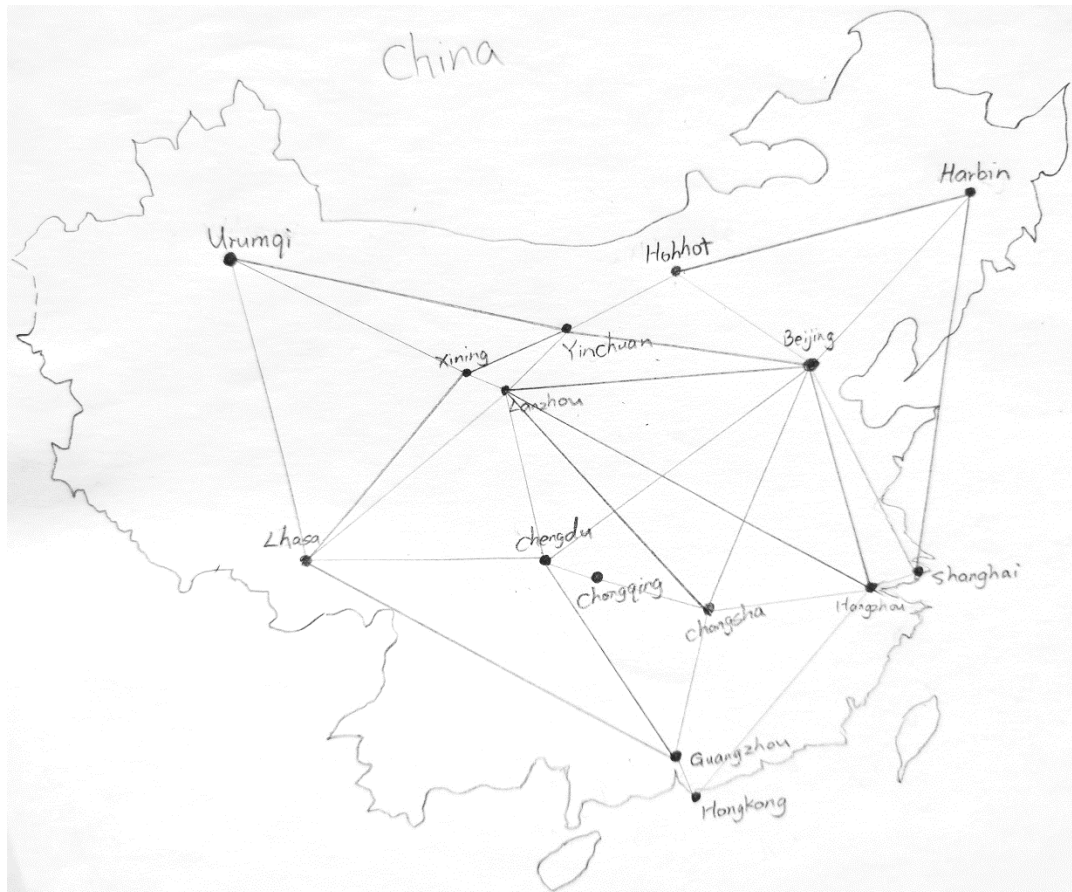 China
Harbin
Urumqi
Hohhot
Beijing
Yinchuan
Xining
Lanzhou
Lhasa
Chengdu
Chongqing
Shanghai
Hangzhou
Changsha
Guangzhou
Hongkong